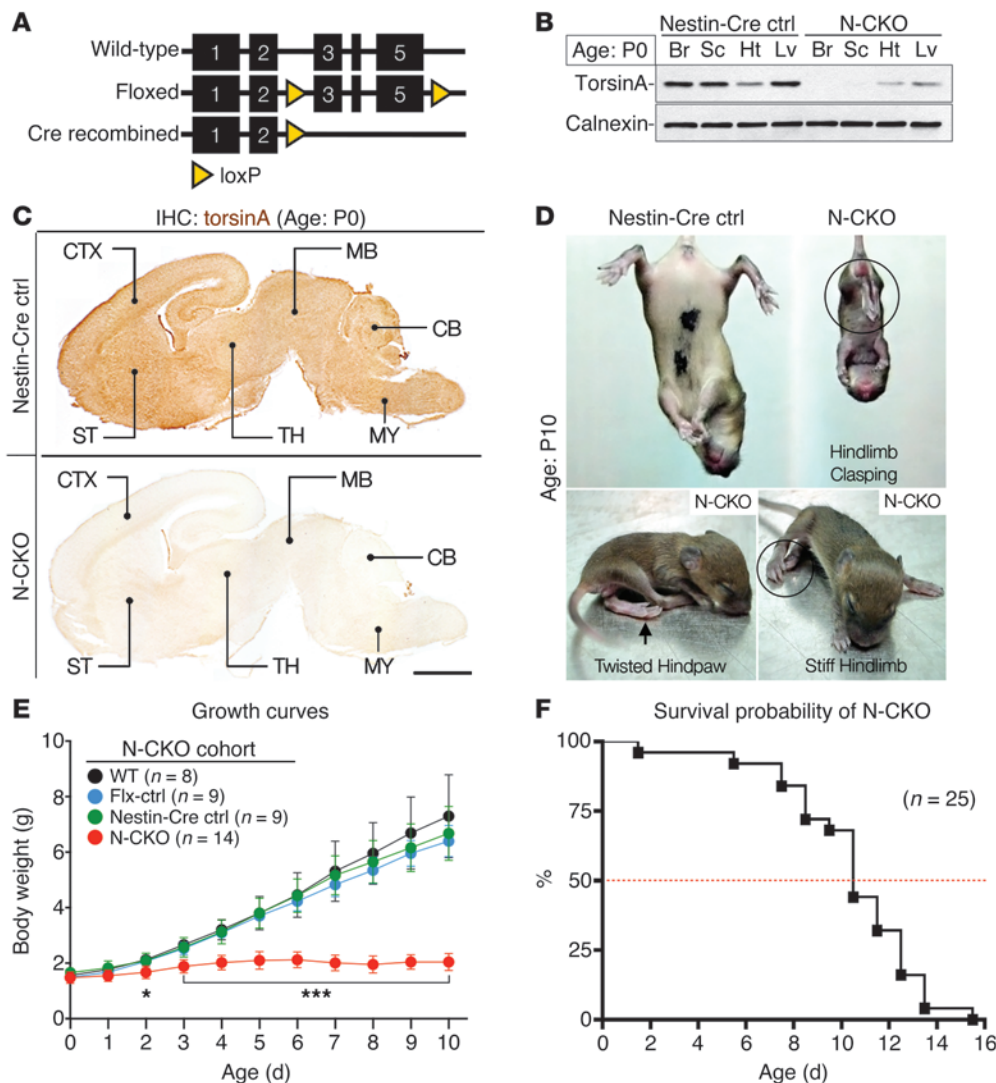 A
Wild-type 1 2 3 5
Floxed 1 2 3 5
Cre recombined 1 2
loxP
B
Nestin-Cre ctrl N-CKO
Age: P0 Br Sc Ht Lv Br Sc Ht Lv
TorsinA-
Calnexin-
C
IHC: torsinA (Age: P0)
Nestin-Cre ctrl
CTX MB
CB
ST TH MY
N-CKO
CTX MB
CB
ST TH MY
D
Nestin-Cre ctrl N-CKO
Age: P10
Hindlimb
Clasping
N-CKO
Twisted Hindpaw
N-CKO
Stiff Hindlimb
E
Growth curves
N-CKO cohort
WT (n = 8)
Flx-ctrl (n = 9)
Nestin-Cre ctrl (n = 9)
N-CKO (n = 14)
Body weight (g)
10
8
6
4
2
0
* ***
0 1 2 3 4 5 6 7 8 9 10
Age (d)
F
Survival probability of N-CKO
(n = 25)
%
100
75
50
25
0
0 2 4 6 8 10 12 14 16
Age (d)